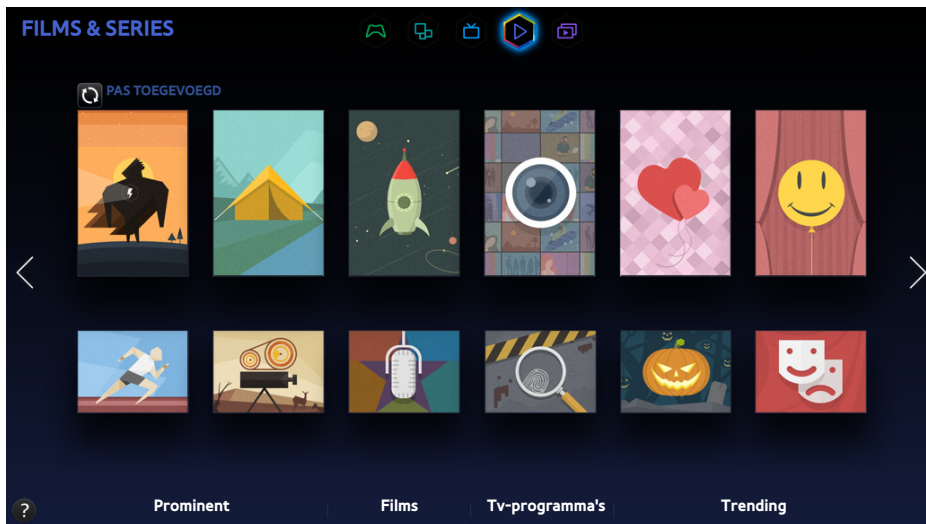 FILMS & SERIES
PAS TOEGEVOEGD
?
Prominent
Films
Tv-programma's
Trending